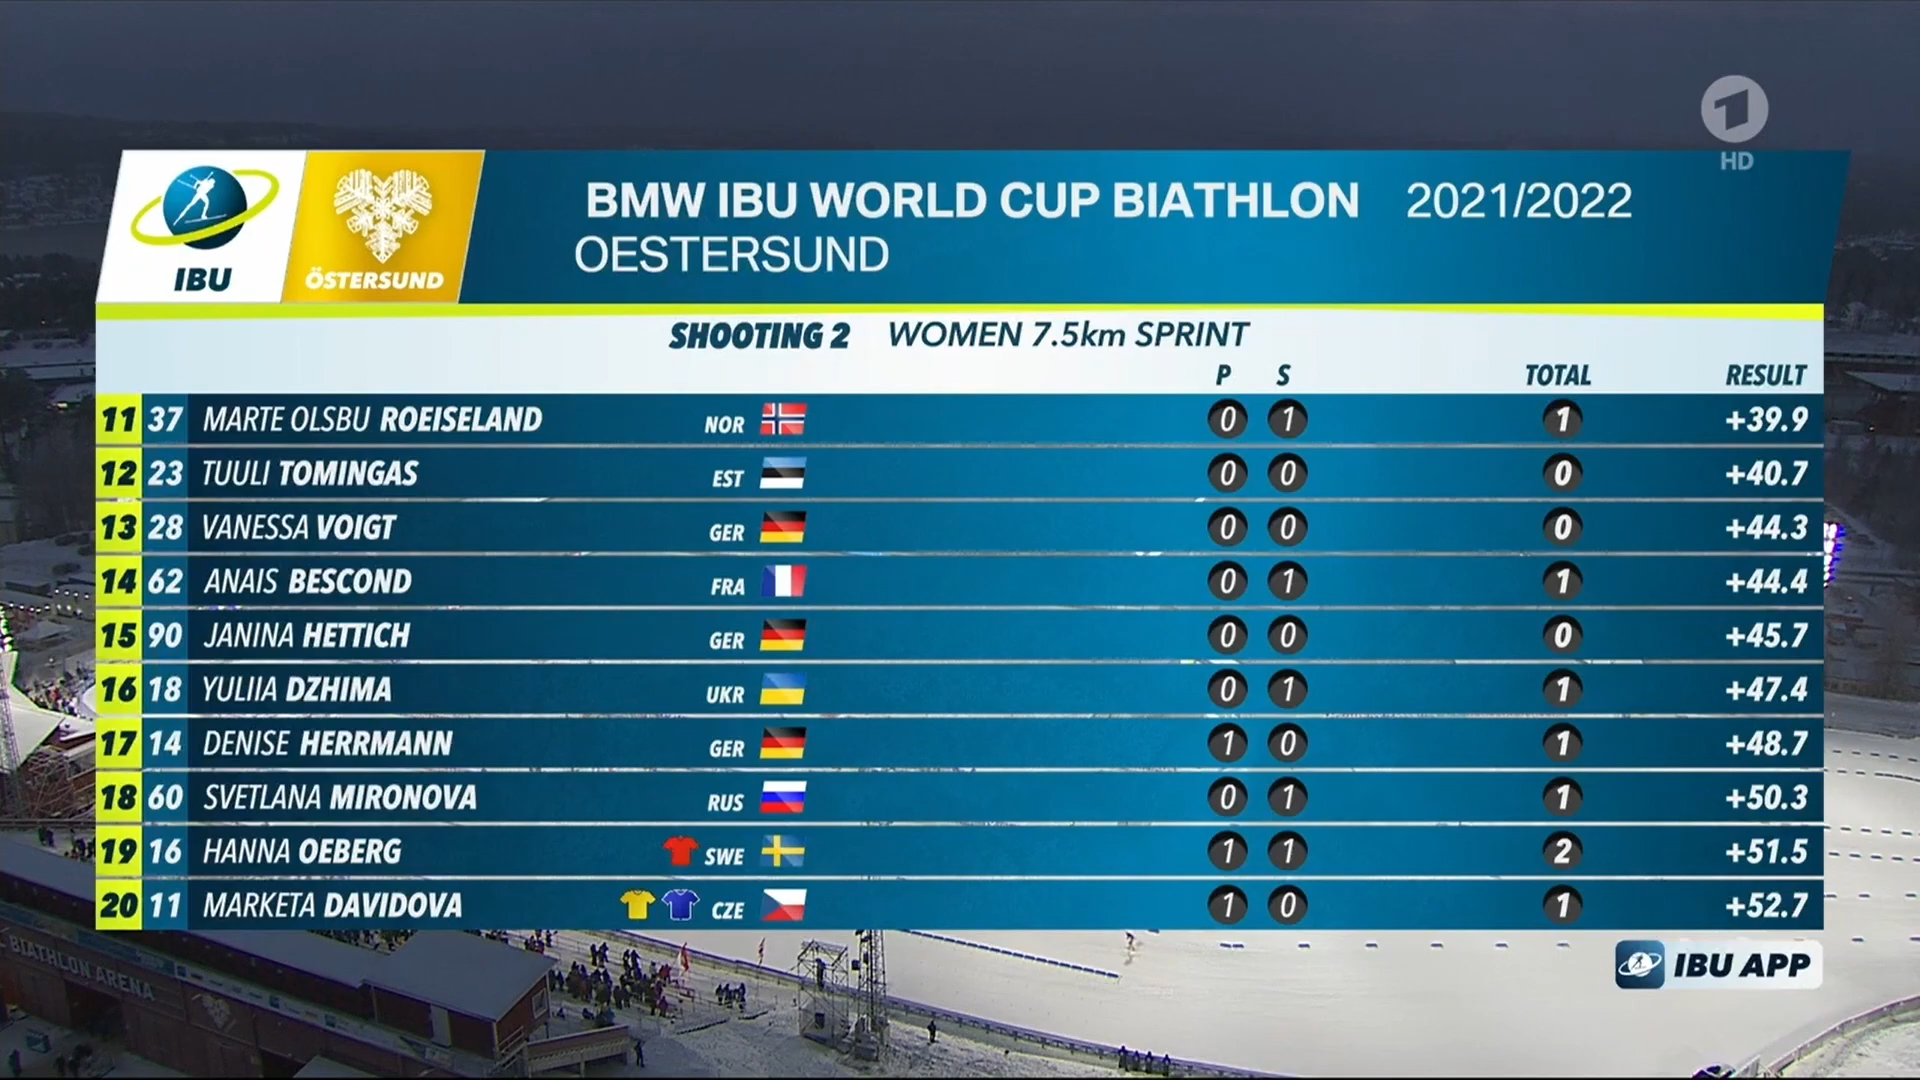 HD
IBU
ÖSTERSUND
BMW IBU WORLD CUP BIATHLON 2021/2022
OESTERSUND
SHOOTING 2 WOMEN 7.5km SPRINT
P S TOTAL RESULT
11 37 MARTE OLSBU ROEISELAND NOR 0 1 1 +39.9
12 23 TUULI TOMINGAS EST 0 0 0 +40.7
13 28 VANESSA VOIGT GER 0 0 0 +44.3
14 62 ANAIS BESCOND FRA 0 1 1 +44.4
15 90 JANINA HETTICH GER 0 0 0 +45.7
16 18 YULIIA DZHIMA UKR 0 1 1 +47.4
17 14 DENISE HERRMANN GER 1 0 1 +48.7
18 60 SVETLANA MIRONOVA RUS 0 1 1 +50.3
19 16 HANNA OEBERG SWE 1 1 2 +51.5
20 11 MARKETA DAVIDOVA CZE 1 0 1 +52.7
BIATHLON ARENA
IBU APP